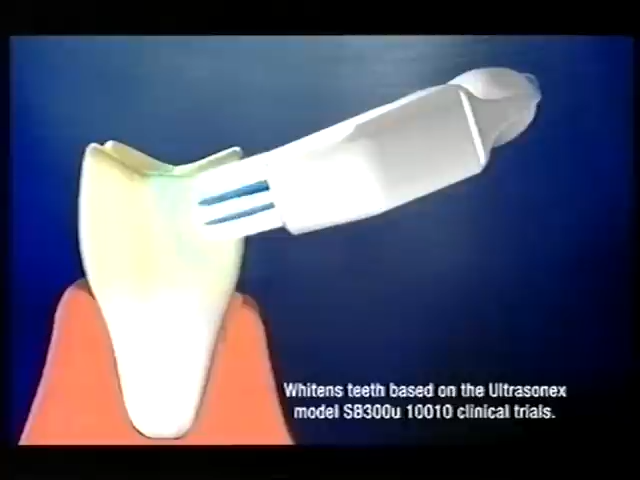 Whitens teeth based on the Ultrasonex
model SB300u 10010 clinical trials.